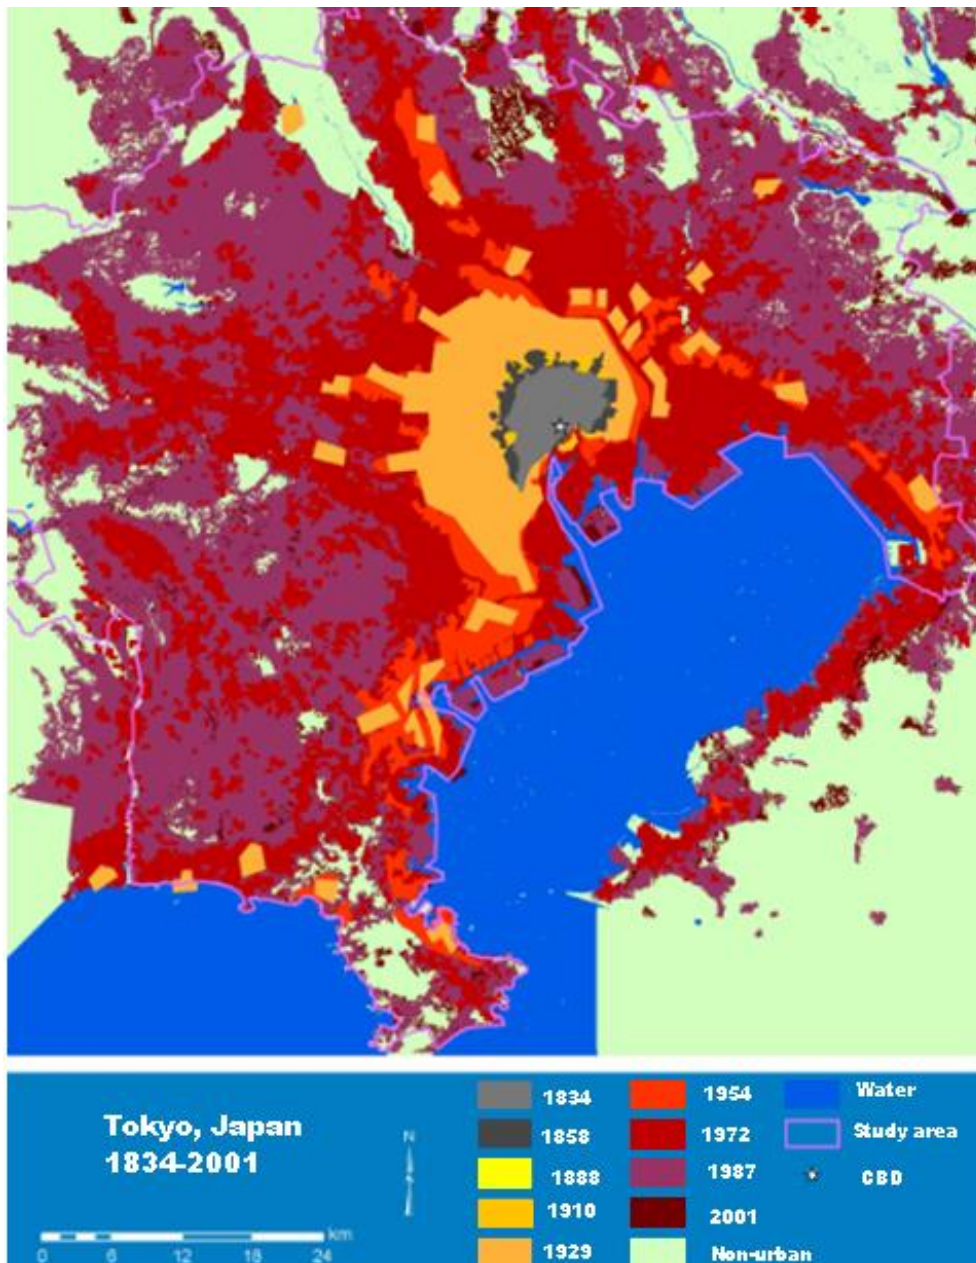 Tokyo, Japan
1834-2001
N
km
0 6 12 18 24
1834
1858
1888
1910
1929
1954
1972
1987
2001
Non-urban
Water
Study area
CBD